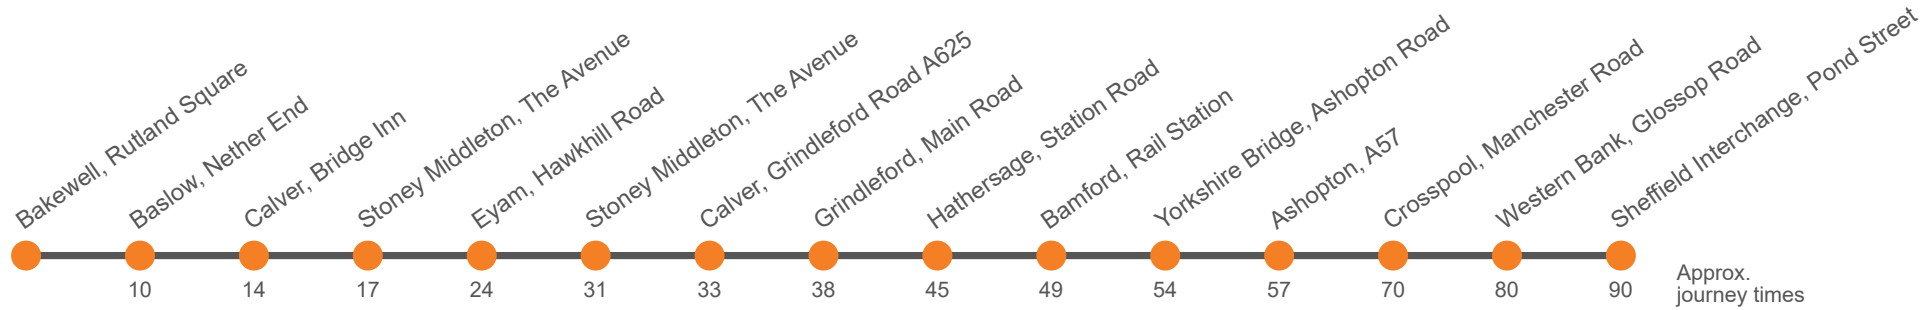 Bakewell, Rutland Square
Baslow, Nether End
Calver, Bridge Inn
Stoney Middleton, The Avenue
Eyam, Hawkhill Road
Stoney Middleton, The Avenue
Calver, Grindleford Road A625
Grindleford, Main Road
Hathersage, Station Road
Bamford, Rail Station
Yorkshire Bridge, Ashopton Road
Ashopton, A57
Crosspool, Manchester Road
Western Bank, Glossop Road
Sheffield Interchange, Pond Street
10 14 17 24 31 33 38 45 49 54 57 70 80 90
Approx.
journey times